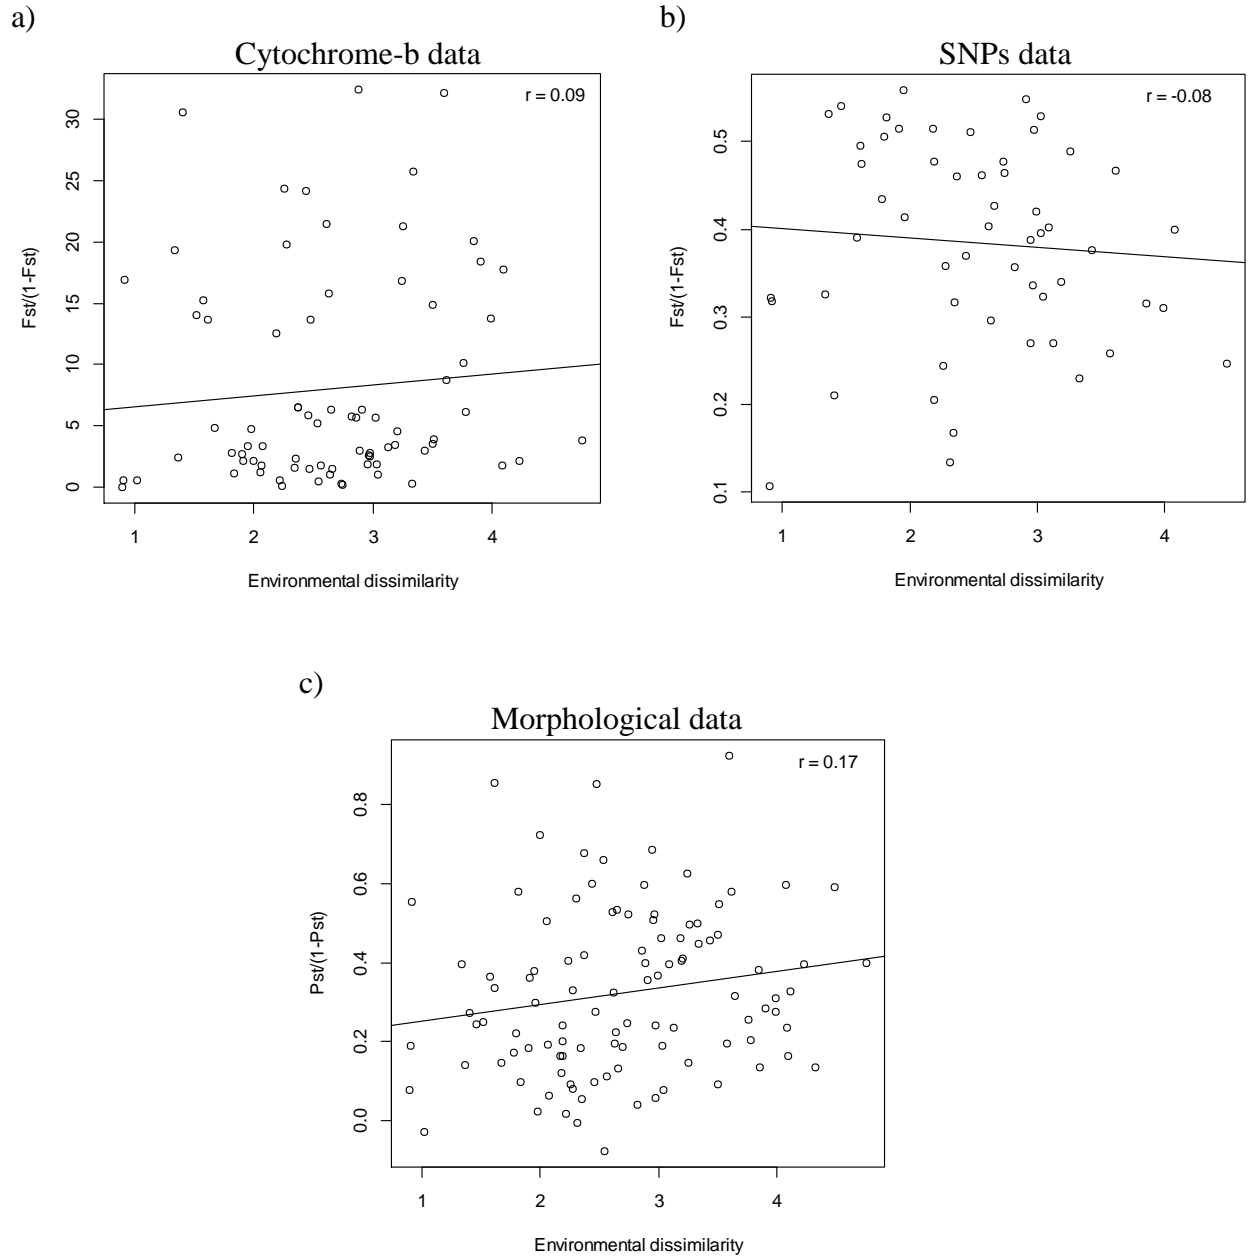 a)
Cytochrome-b data
r = 0.09
30
25
20
15
10
5
0
Fst/(1-Fst)
1 2 3 4
Environmental dissimilarity
b)
SNPs data
r = -0.08
0.5
0.4
0.3
0.2
0.1
Fst/(1-Fst)
1 2 3 4
Environmental dissimilarity
c)
Morphological data
r = 0.17
0.8
0.6
0.4
0.2
0.0
Pst/(1-Pst)
1 2 3 4
Environmental dissimilarity